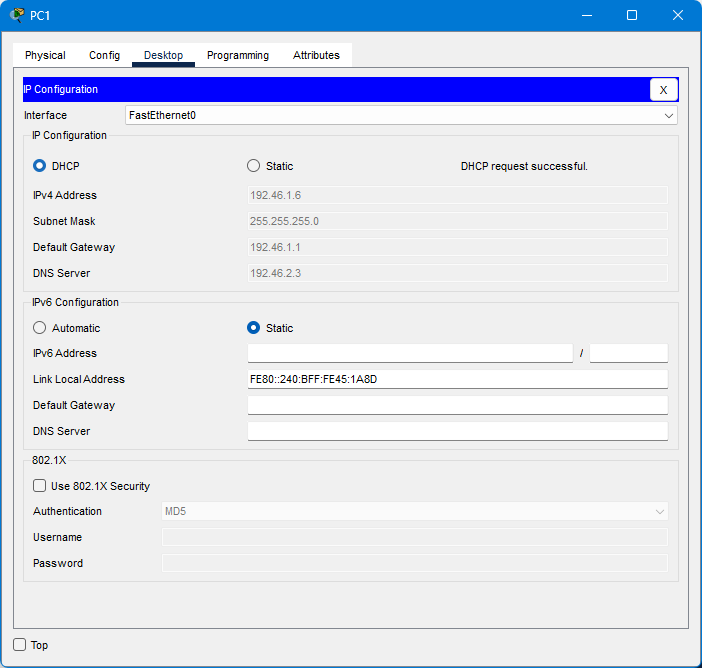 PC1
Physical Config Desktop Programming Attributes
IP Configuration X
Interface FastEthernet0
IP Configuration
DHCP Static DHCP request successful.
IPv4 Address 192.46.1.6
Subnet Mask 255.255.255.0
Default Gateway 192.46.1.1
DNS Server 192.46.2.3
IPv6 Configuration
Automatic Static
IPv6 Address /
Link Local Address FE80::240:BFF:FE45:1A8D
Default Gateway
DNS Server
802.1X
Use 802.1X Security
Authentication MD5
Username
Password
Top